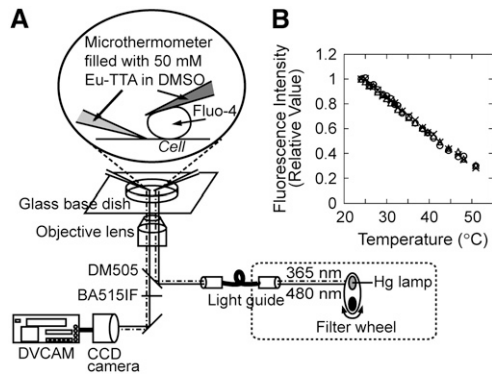 A
Microthermometer
filled with 50 mM
Eu-TTA in DMSO
Fluo-4
Cell
Glass base dish
Objective lens
DM505
BA515IF
Light guide
365 nm
480 nm
Hg lamp
Filter wheel
DVCAM
CCD
camera
B
Fluorescence Intensity
(Relative Value)
1.2
1
0.8
0.6
0.4
0.2
0
20 30 40 50
Temperature (°C)